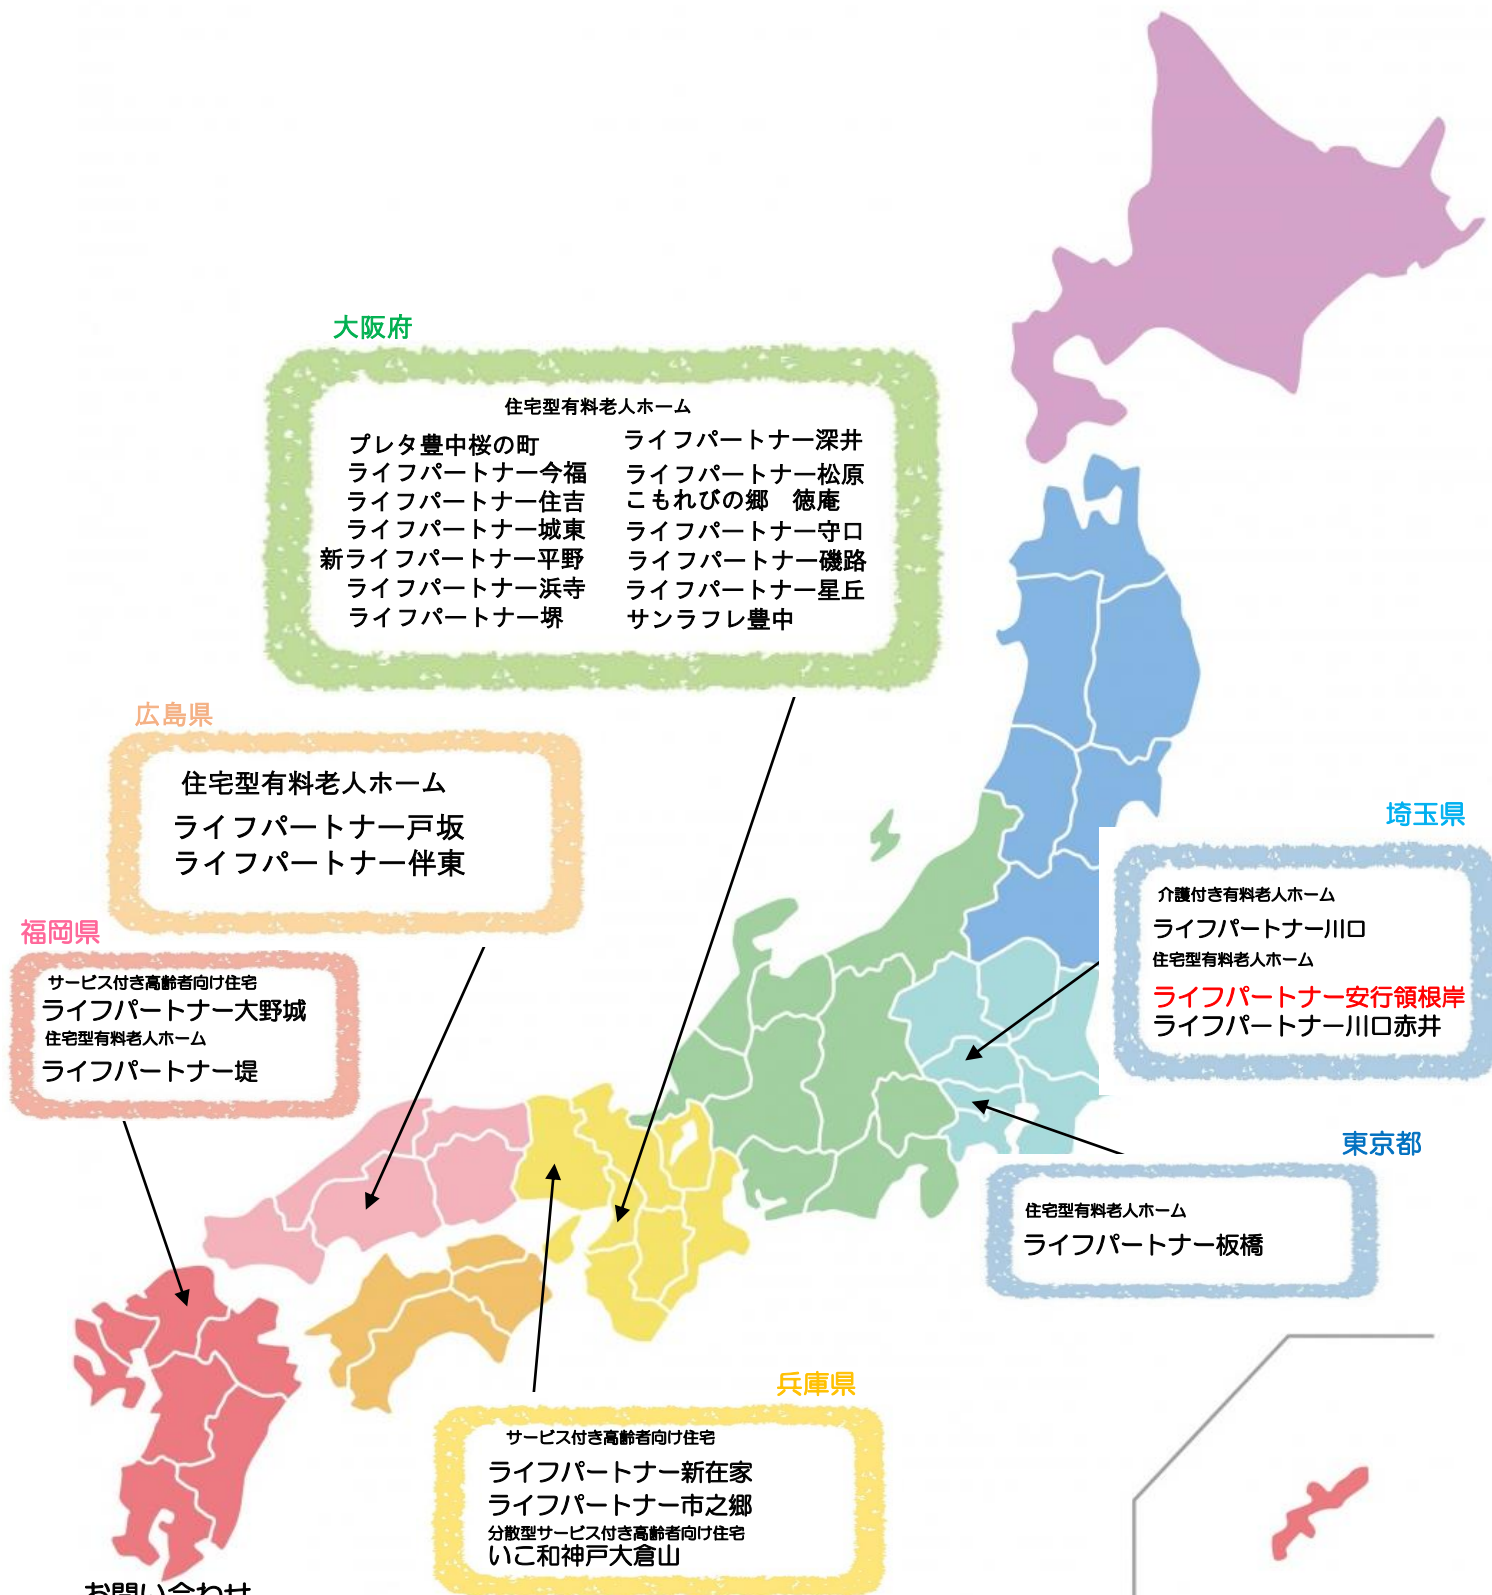 大阪府
住宅型有料老人ホーム
プレタ豊中桜の町
ライフパートナー今福
ライフパートナー住吉
ライフパートナー城東
新ライフパートナー平野
ライフパートナー浜寺
ライフパートナー堺
ライフパートナー深井
ライフパートナー松原
こもれびの郷　徳庵
ライフパートナー守口
ライフパートナー磯路
ライフパートナー星丘
サンラフレ豊中
広島県
住宅型有料老人ホーム
ライフパートナー戸坂
ライフパートナー伴東
埼玉県
介護付き有料老人ホーム
ライフパートナー川口
住宅型有料老人ホーム
ライフパートナー安行領根岸
ライフパートナー川口赤井
福岡県
サービス付き高齢者向け住宅
ライフパートナー大野城
住宅型有料老人ホーム
ライフパートナー堤
東京都
住宅型有料老人ホーム
ライフパートナー板橋
兵庫県
サービス付き高齢者向け住宅
ライフパートナー新在家
ライフパートナー市之郷
分散型サービス付き高齢者向け住宅
いこ和神戸大倉山
お問い合わせ